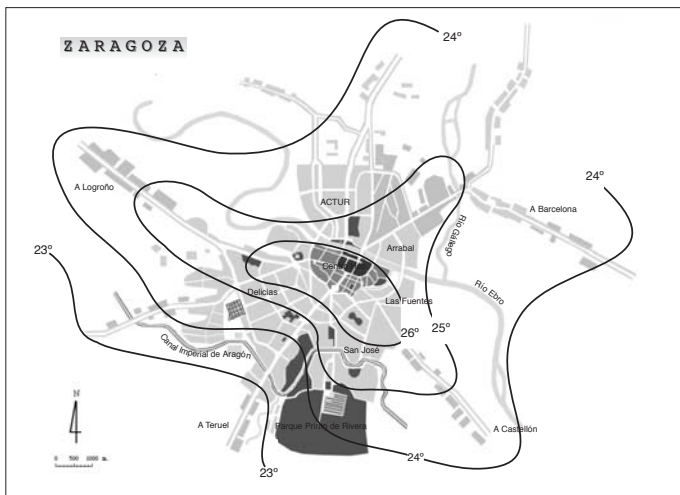 ZARAGOZA
24º
A Logroño
ACTUR
24º
A Barcelona
Río Gállego
Arrabal
23º
Centro
Río Ebro
Delicias
Las Fuentes
26º
25º
San José
Canal Imperial de Aragón
N
A Teruel
Parque Primo de Rivera
A Castellón
24º
0 500 1000 m.
23º